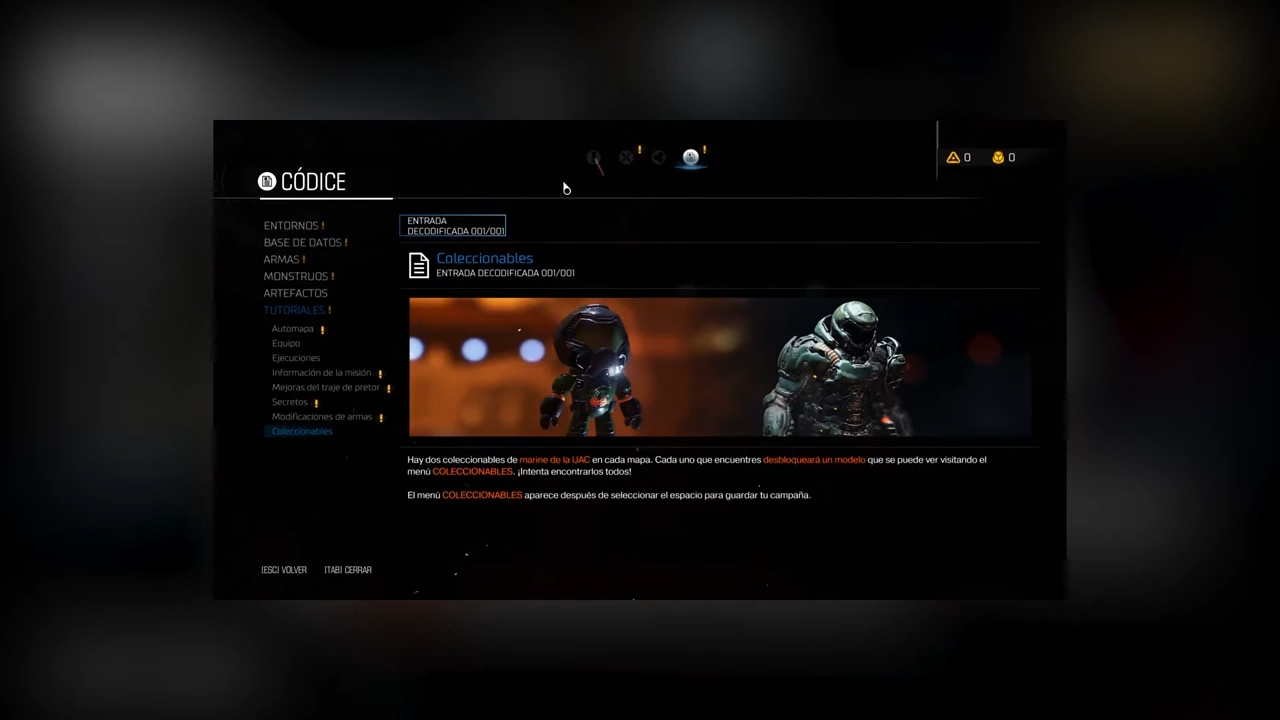 0
0
CÓDICE
ENTORNOS !
BASE DE DATOS !
ARMAS !
MONSTRUOS !
ARTEFACTOS
TUTORIALES !
Automapa !
Equipo
Ejecuciones
Información de la misión !
Mejoras del traje de pretor !
Secretos !
Modificaciones de armas !
Coleccionables
ENTRADA
DECODIFICADA 001/001
Coleccionables
ENTRADA DECODIFICADA 001/001
Hay dos coleccionables de marine de la UAC en cada mapa. Cada uno que encuentres desbloqueará un modelo que se puede ver visitando el
menú COLECCIONABLES. ¡Intenta encontrarlos todos!
El menú COLECCIONABLES aparece después de seleccionar el espacio para guardar tu campaña.
[ESC] VOLVER
[TAB] CERRAR